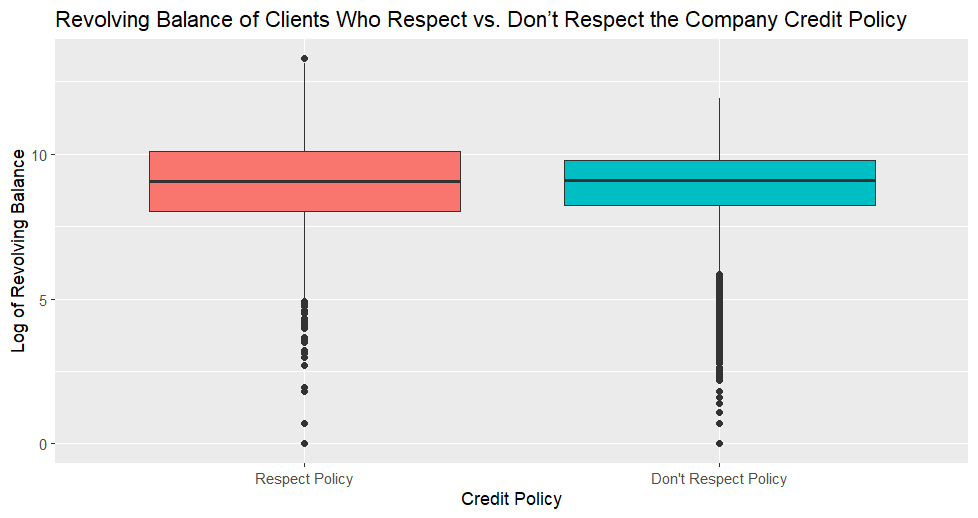 Revolving Balance of Clients Who Respect vs. Don’t Respect the Company Credit Policy
Log of Revolving Balance
10
5
0
Respect Policy
Don't Respect Policy
Credit Policy